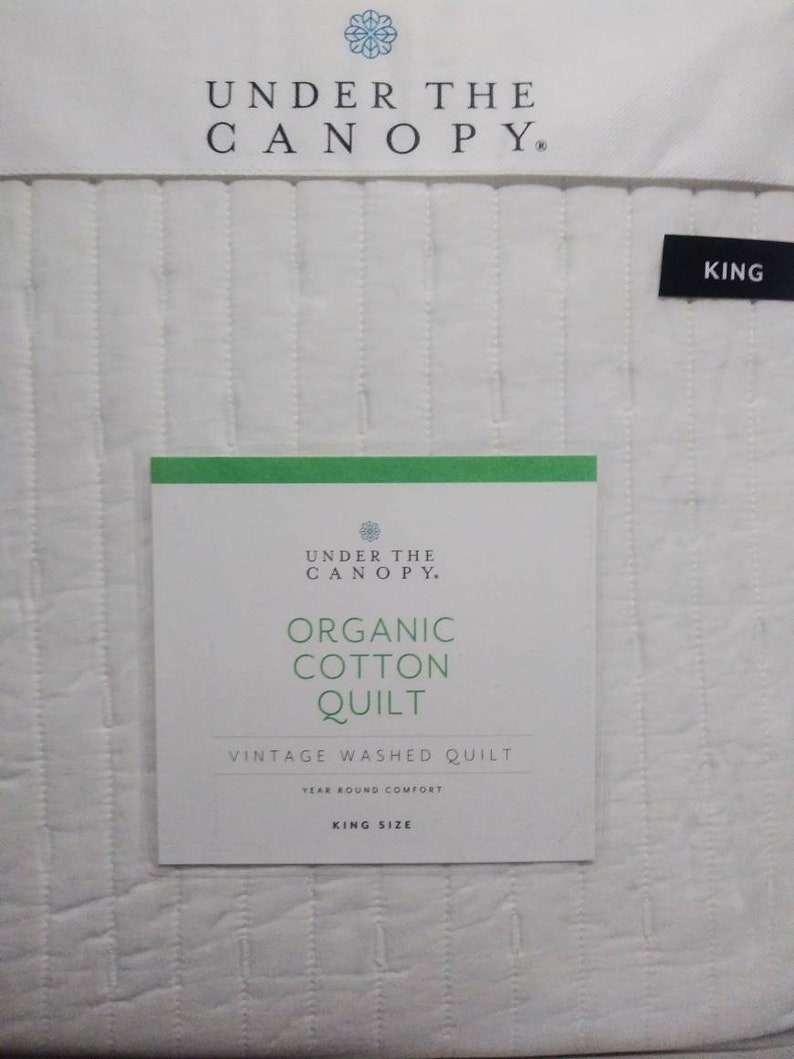 UNDER THE
CANOPY®
KING
UNDER THE
CANOPY®
ORGANIC
COTTON
QUILT
VINTAGE WASHED QUILT
YEAR ROUND COMFORT
KING SIZE